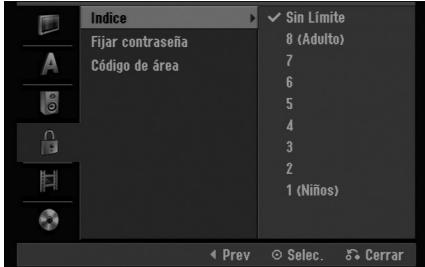 Indice
Fijar contraseña
Código de área
Sin Límite
8 (Adulto)
7
6
5
4
3
2
1 (Niños)
Prev Selec. Cerrar